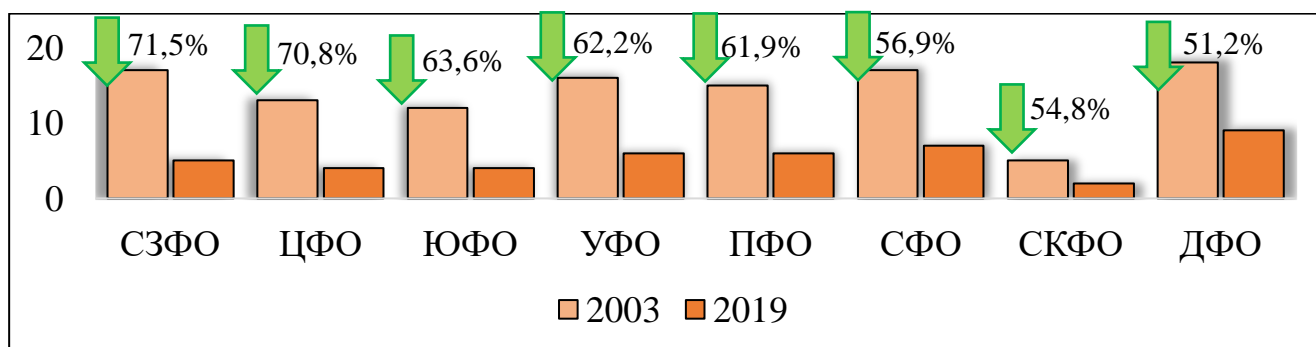 20 71,5% 70,8% 63,6% 62,2% 61,9% 56,9% 51,2%
10 54,8%
0
СЗФО ЦФО ЮФО УФО ПФО СФО СКФО ДФО
2003 2019